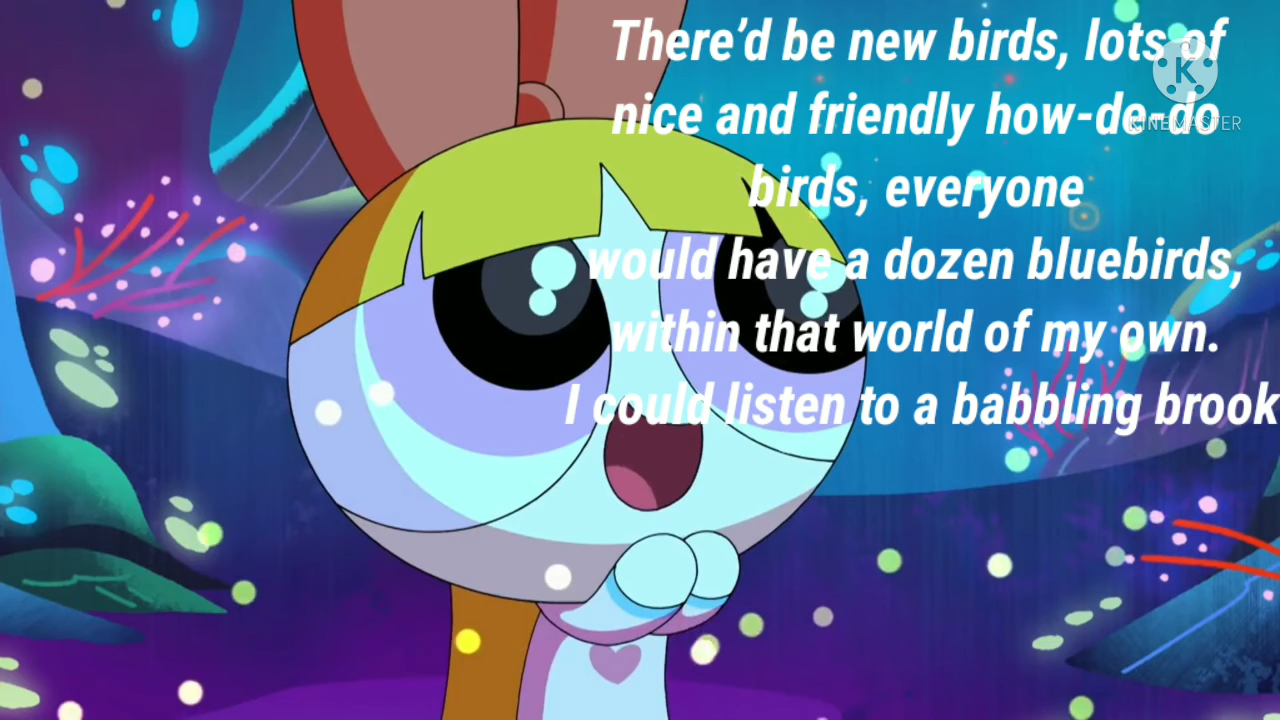 There’d be new birds, lots of
nice and friendly how-de-do
birds, everyone
would have a dozen bluebirds,
within that world of my own.
I could listen to a babbling brook
K
KINEMASTER